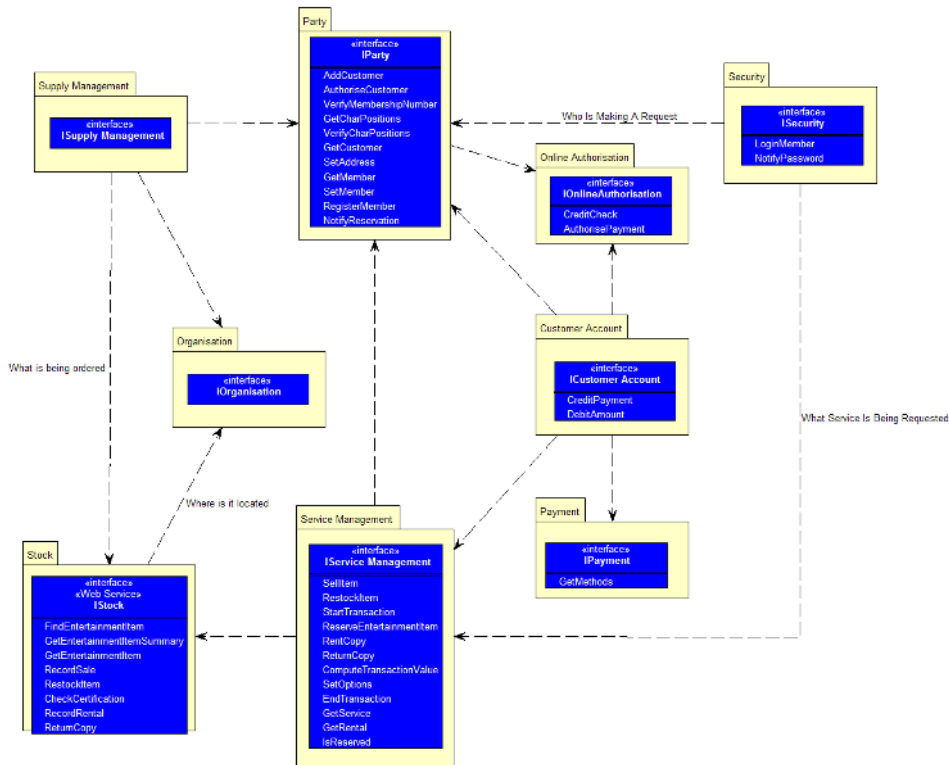 Party
«interface»
IParty
AddCustomer
AuthoriseCustomer
VerifyMembershipNumber
GetCharPositions
VerifyCharPositions
GetCustomer
SetAddress
GetMember
SetMember
RegisterMember
NotifyReservation
Supply Management
«interface»
ISupply Management
Security
«interface»
ISecurity
LoginMember
NotifyPassword
Who Is Making A Request
Online Authorisation
«interface»
IOnlineAuthorisation
CreditCheck
AuthorisePayment
Organisation
«interface»
IOrganisation
Customer Account
«interface»
ICustomer Account
CreditPayment
DebitAmount
What is being ordered
What Service Is Being Requested
Where is it located
Service Management
«interface»
IService Management
SellItem
RestockItem
StartTransaction
ReserveEntertainmentItem
RentCopy
ReturnCopy
ComputeTransactionValue
SetOptions
EndTransaction
GetService
GetRental
IsReserved
Payment
«interface»
IPayment
GetMethods
Stock
«interface»
«Web Service»
IStock
FindEntertainmentItem
GetEntertainmentItemSummary
GetEntertainmentItem
RecordSale
RestockItem
CheckCertification
RecordRental
ReturnCopy